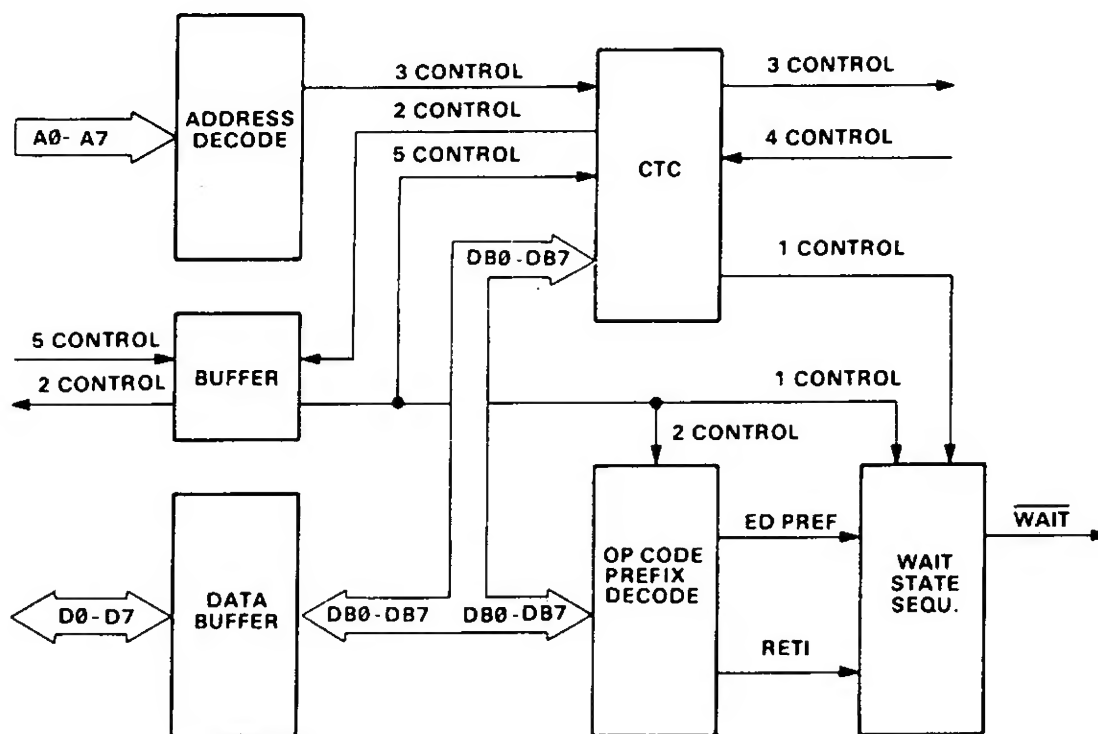 3 CONTROL
3 CONTROL
ADDRESS
DECODE
A0- A7
2 CONTROL
4 CONTROL
5 CONTROL
CTC
DB0-DB7
1 CONTROL
5 CONTROL
BUFFER
2 CONTROL
1 CONTROL
2 CONTROL
ED PREF
WAIT
OP CODE
PREFIX
DECODE
WAIT
STATE
SEQU.
D0-D7
DATA
BUFFER
DB0-DB7
DB0-DB7
RETI